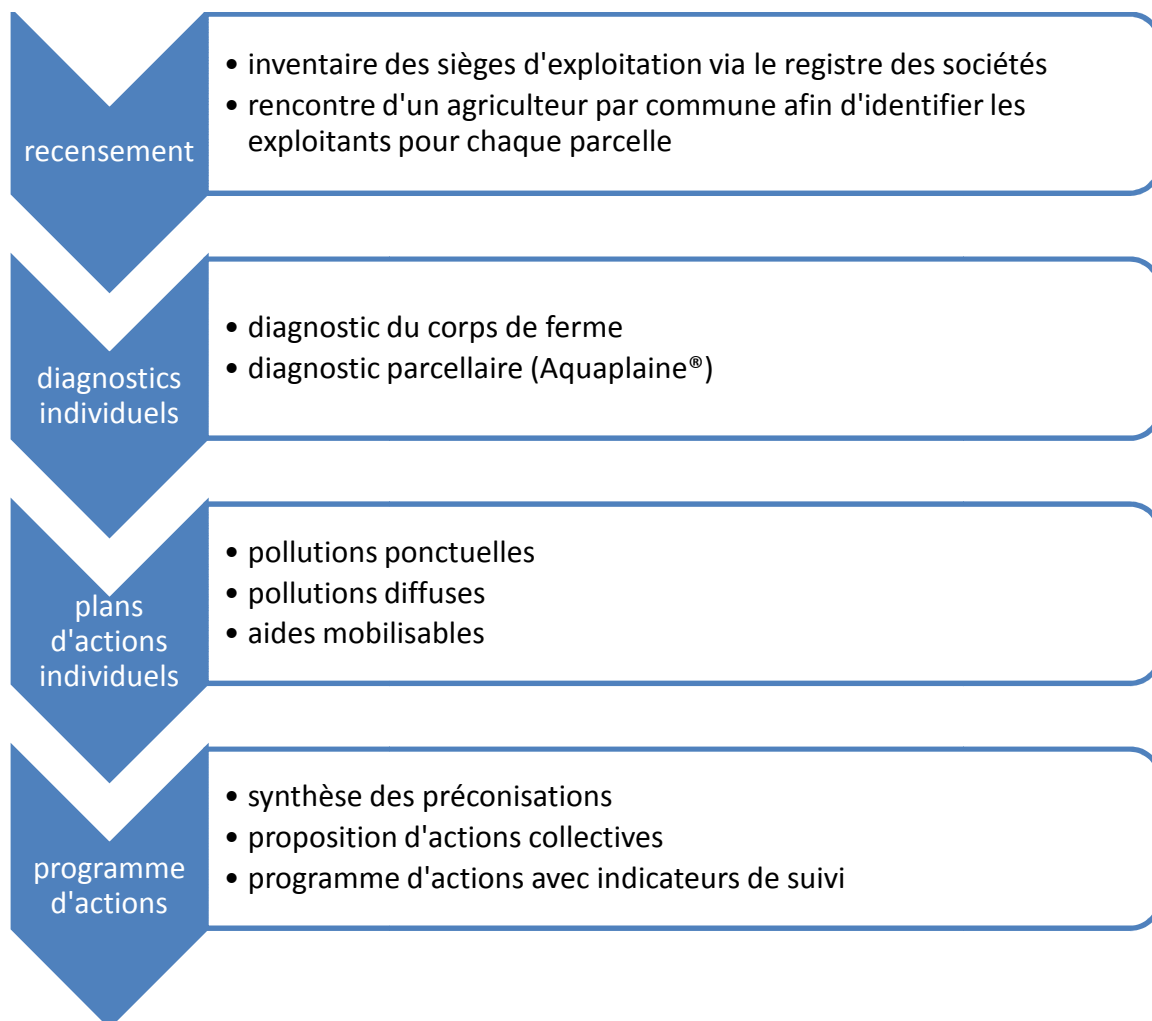 recensement
• inventaire des sièges d'exploitation via le registre des sociétés
• rencontre d'un agriculteur par commune afin d'identifier les
exploitants pour chaque parcelle
diagnostics
individuels
• diagnostic du corps de ferme
• diagnostic parcellaire (Aquaplaine®)
plans
d'actions
individuels
• pollutions ponctuelles
• pollutions diffuses
• aides mobilisables
programme
d'actions
• synthèse des préconisations
• proposition d'actions collectives
• programme d'actions avec indicateurs de suivi